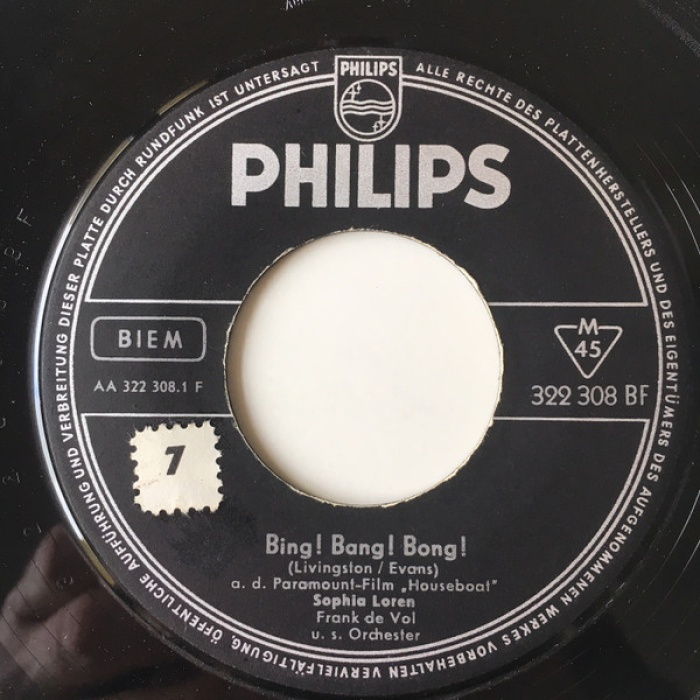 PHILIPS
ALLE RECHTE DES PLATTENHERSTELLERS UND DES EIGENTÜMERS DES AUFGENOMMENEN WERKES VORBEHALTEN VERVIELFÄLTIGUNG, ÖFFENTLICHE AUFFÜHRUNG UND VERBREITUNG DIESER PLATTE DURCH RUNDFUNK IST UNTERSAGT
PHILIPS
BIEM
M
45
AA 322 308.1 F
322 308 BF
7
Bing! Bang! Bong!
(Livingston / Evans)
a. d. Paramount-Film „Houseboat"
Sophia Loren
Frank de Vol
u. s. Orchester